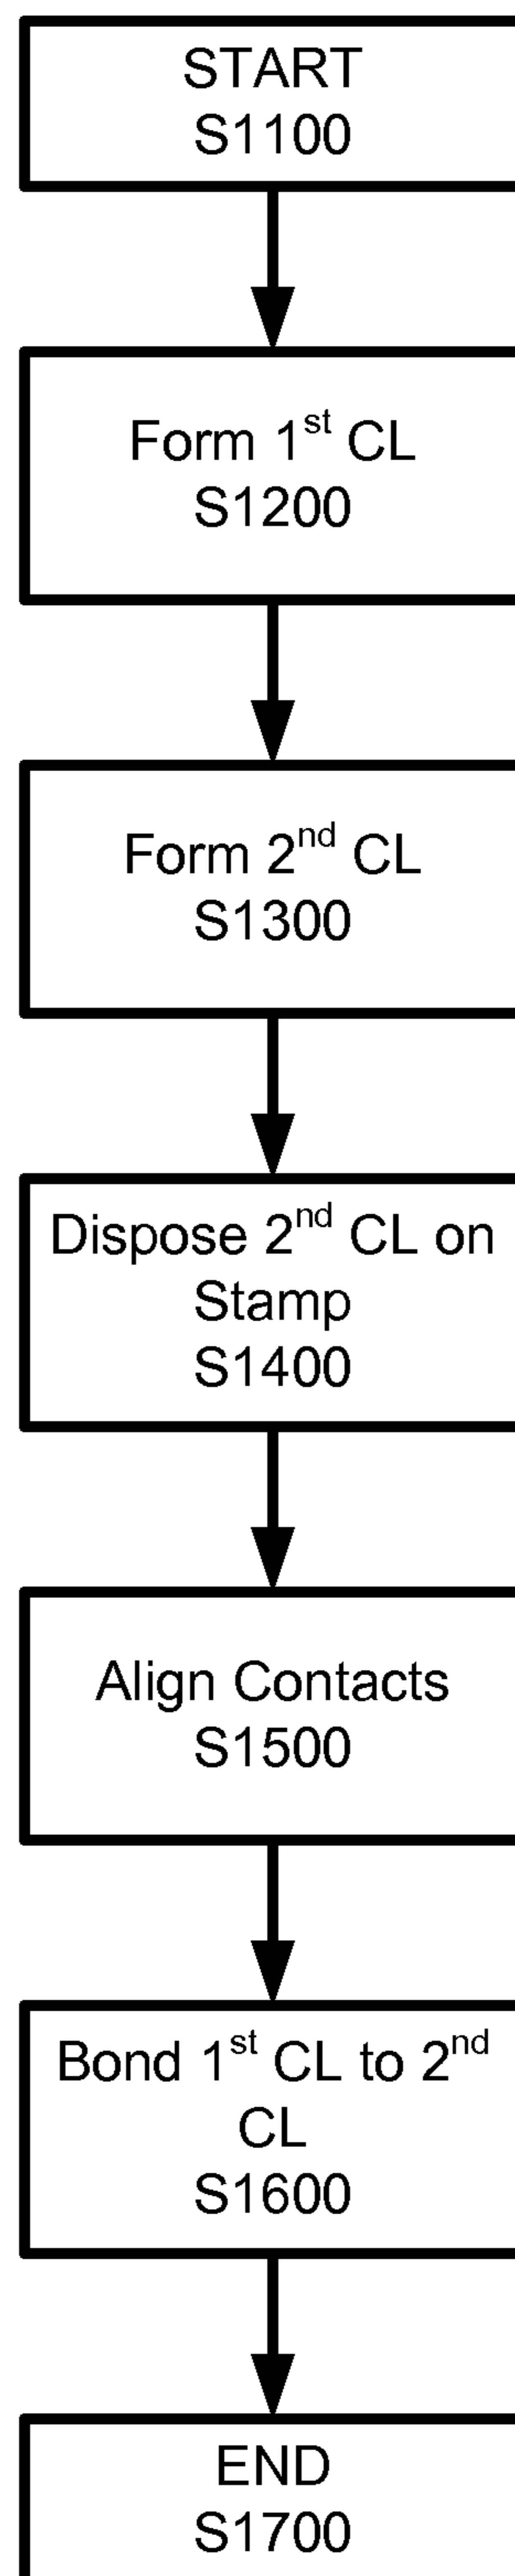 START
S1100
Form 1st CL
S1200
Form 2nd CL
S1300
Dispose 2nd CL on
Stamp
S1400
Align Contacts
S1500
Bond 1st CL to 2nd
CL
S1600
END
S1700